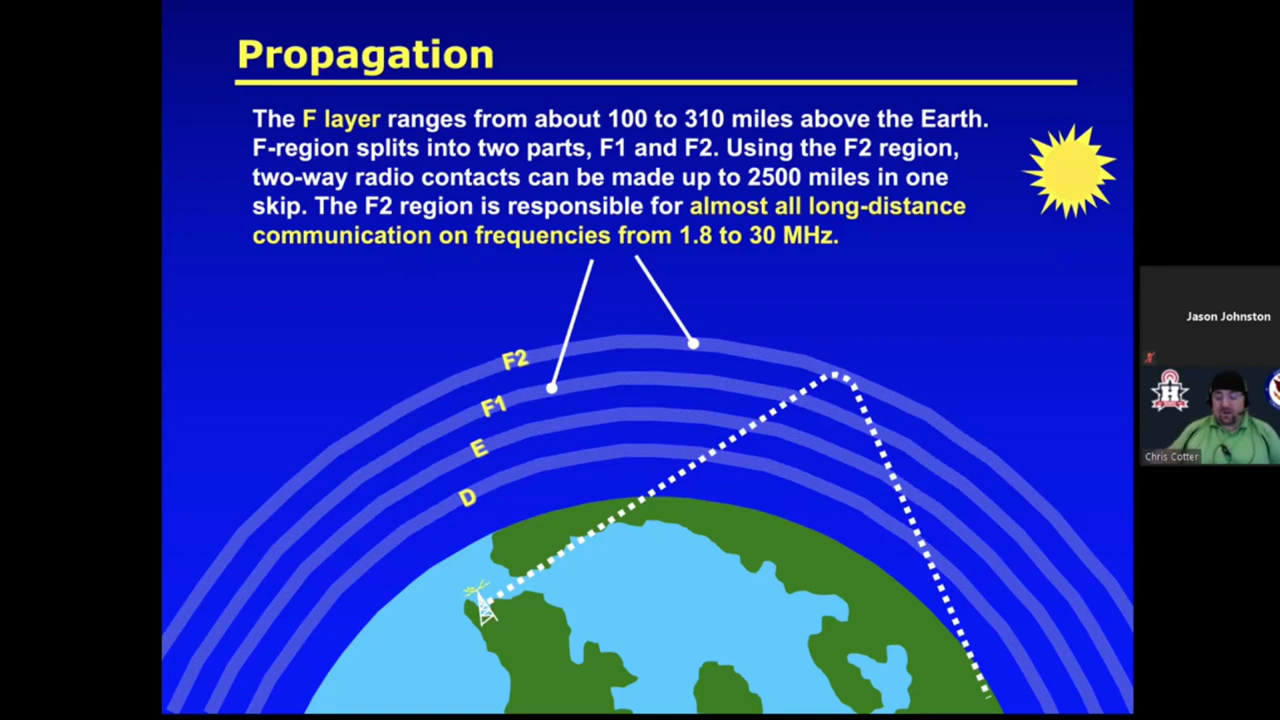 Propagation
The F layer ranges from about 100 to 310 miles above the Earth.
F-region splits into two parts, F1 and F2. Using the F2 region,
two-way radio contacts can be made up to 2500 miles in one
skip. The F2 region is responsible for almost all long-distance
communication on frequencies from 1.8 to 30 MHz.
F2
F1
E
D
Jason Johnston
H
Chris Cotter